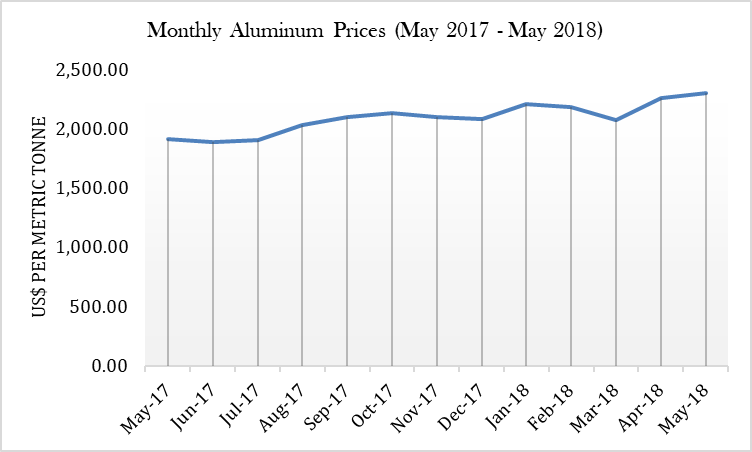 Monthly Aluminum Prices (May 2017 - May 2018)
US$ PER METRIC TONNE
2,500.00
2,000.00
1,500.00
1,000.00
500.00
0.00
May-17
Jun-17
Jul-17
Aug-17
Sep-17
Oct-17
Nov-17
Dec-17
Jan-18
Feb-18
Mar-18
Apr-18
May-18